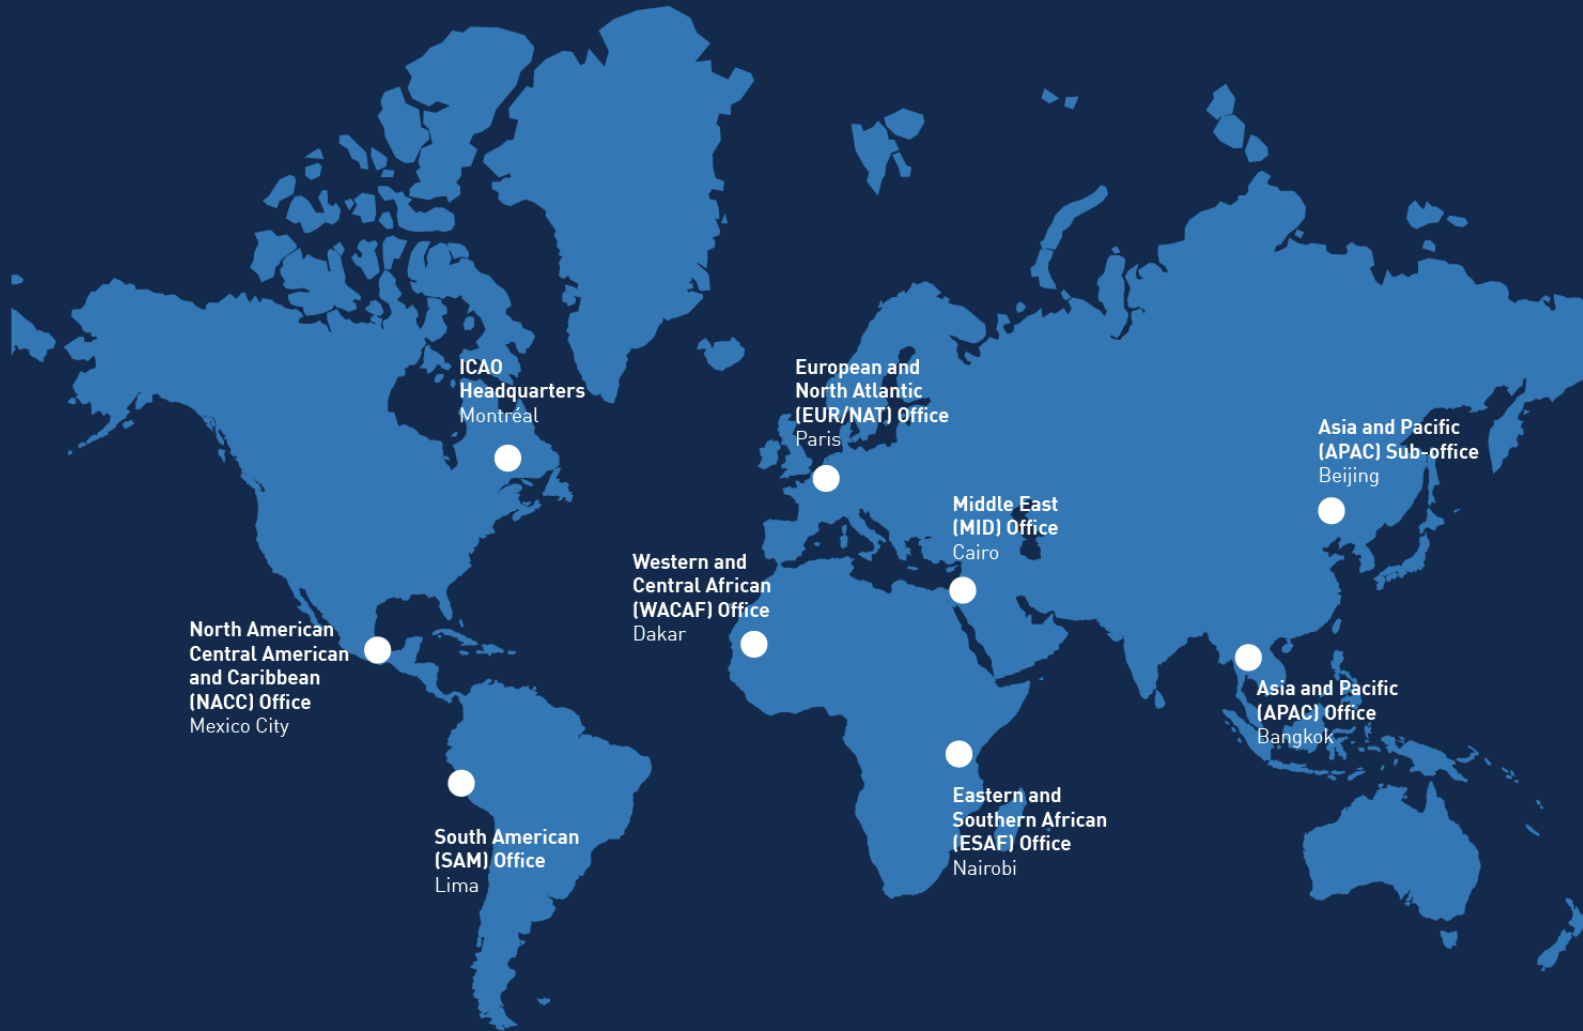 ICAO
Headquarters
Montréal
European and
North Atlantic
(EUR/NAT) Office
Paris
Asia and Pacific
(APAC) Sub-office
Beijing
Middle East
(MID) Office
Cairo
Western and
Central African
(WACAF) Office
Dakar
North American
Central American
and Caribbean
(NACC) Office
Mexico City
Asia and Pacific
(APAC) Office
Bangkok
Eastern and
Southern African
(ESAF) Office
Nairobi
South American
(SAM) Office
Lima